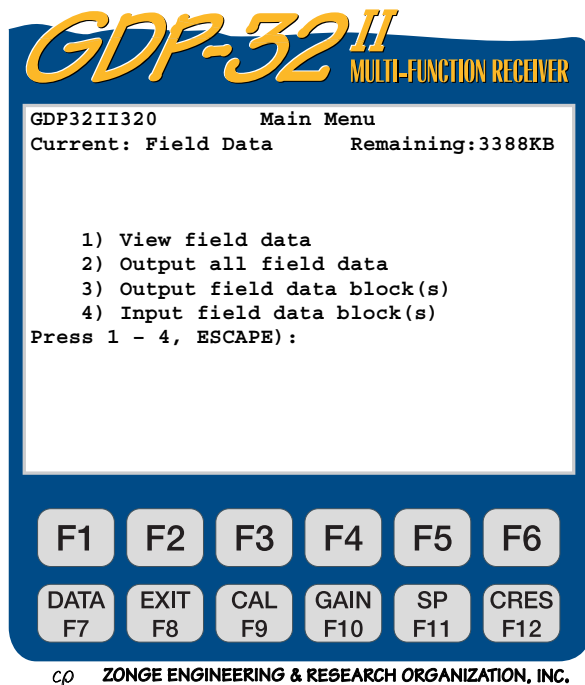 GDP-32 II
MULTI-FUNCTION RECEIVER
GDP32II320 Main Menu
Current: Field Data Remaining:3388KB
1) View field data
2) Output all field data
3) Output field data block(s)
4) Input field data block(s)
Press 1 – 4, ESCAPE):
F1 F2 F3 F4 F5 F6
DATA EXIT CAL GAIN SP CRES
F7 F8 F9 F10 F11 F12
ZONGE ENGINEERING & RESEARCH ORGANIZATION, INC.